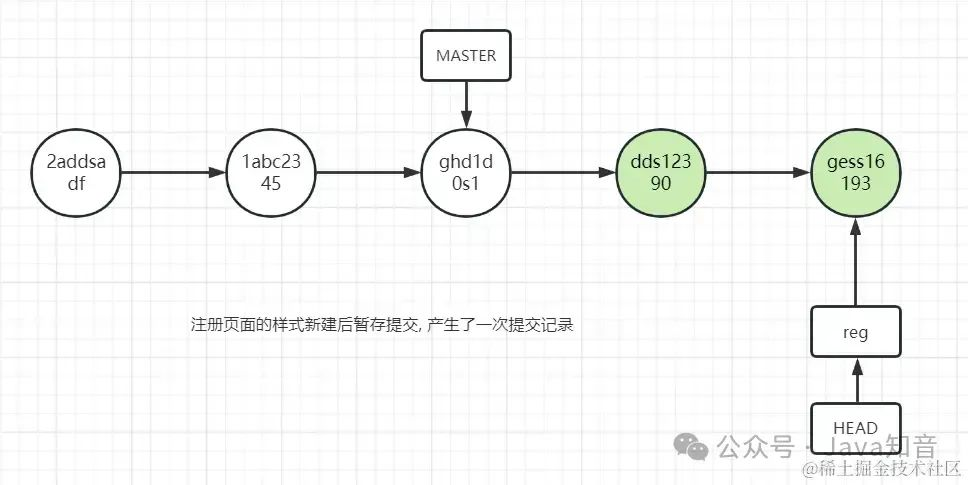 MASTER
2addsa
df
1abc23
45
ghd1d
0s1
dds123
90
gess16
193
注册页面的样式新建后暂存提交, 产生了一次提交记录
reg
HEAD
公众号 · Java知音
@稀土掘金技术社区